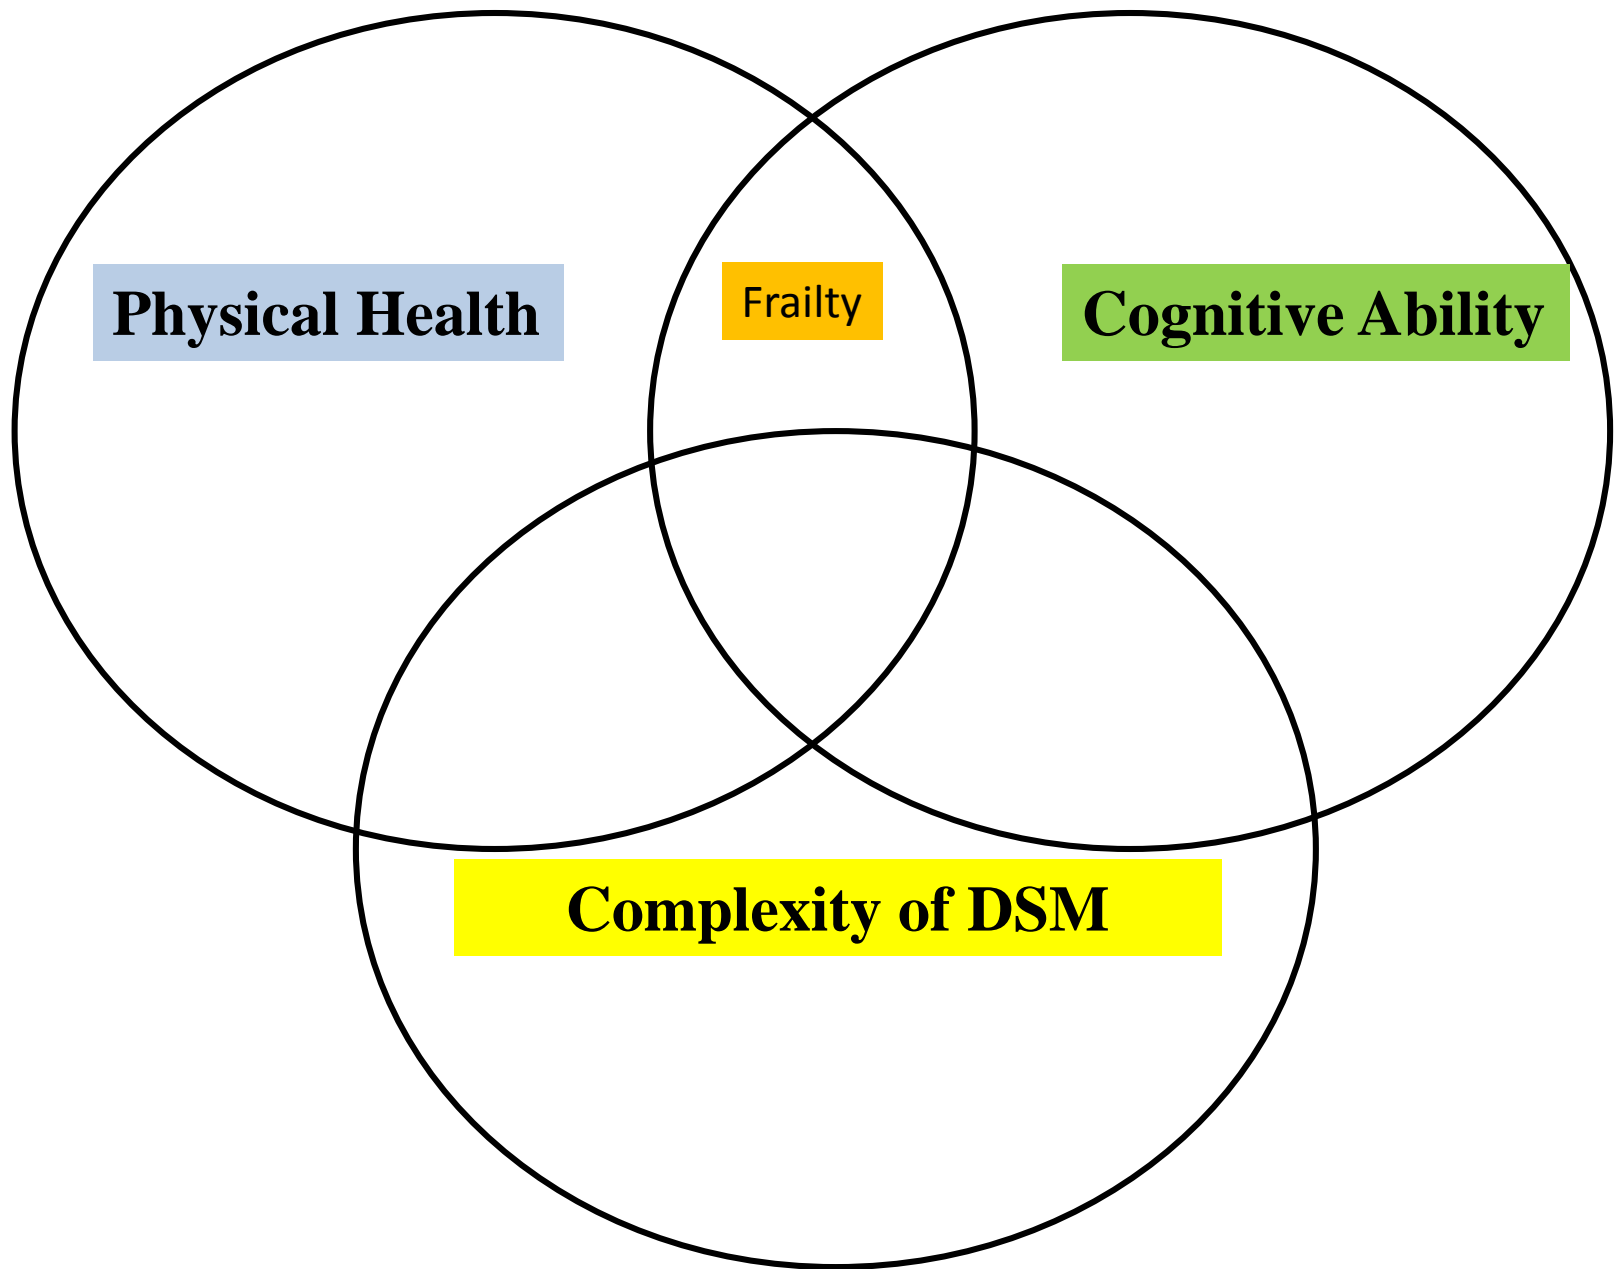 Physical Health
Frailty
Cognitive Ability
Complexity of DSM